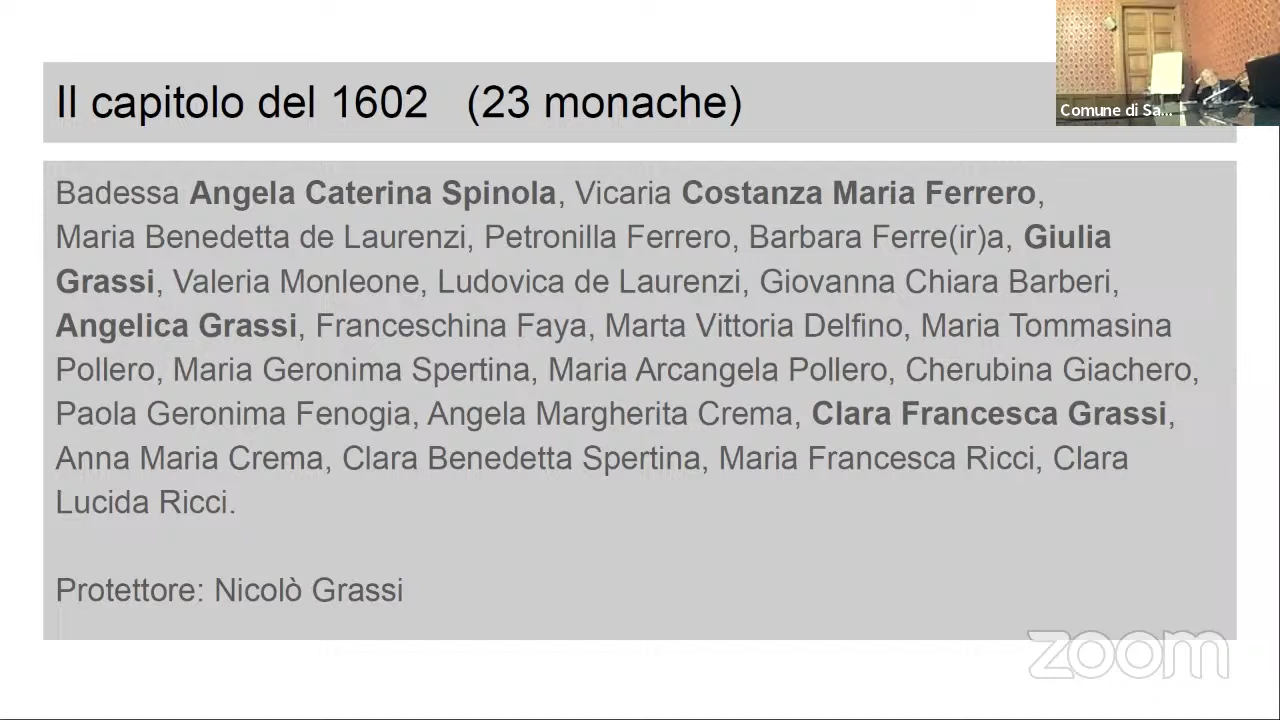 Il capitolo del 1602 (23 monache)
Comune di Sa...
Badessa Angela Caterina Spinola, Vicaria Costanza Maria Ferrero,
Maria Benedetta de Laurenzi, Petronilla Ferrero, Barbara Ferre(ir)a, Giulia
Grassi, Valeria Monleone, Ludovica de Laurenzi, Giovanna Chiara Barberi,
Angelica Grassi, Franceschina Faya, Marta Vittoria Delfino, Maria Tommasina
Pollero, Maria Geronima Spertina, Maria Arcangela Pollero, Cherubina Giachero,
Paola Geronima Fenogia, Angela Margherita Crema, Clara Francesca Grassi,
Anna Maria Crema, Clara Benedetta Spertina, Maria Francesca Ricci, Clara
Lucida Ricci.
Protettore: Nicolò Grassi
zoom